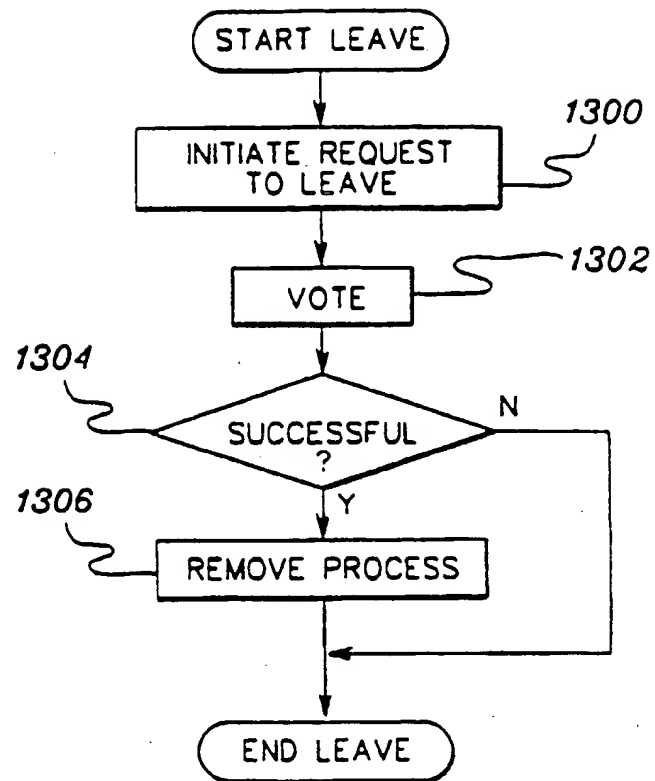 START LEAVE
1300
INITIATE REQUEST
TO LEAVE
1302
VOTE
1304
N
SUCCESSFUL
?
Y
1306
REMOVE PROCESS
END LEAVE